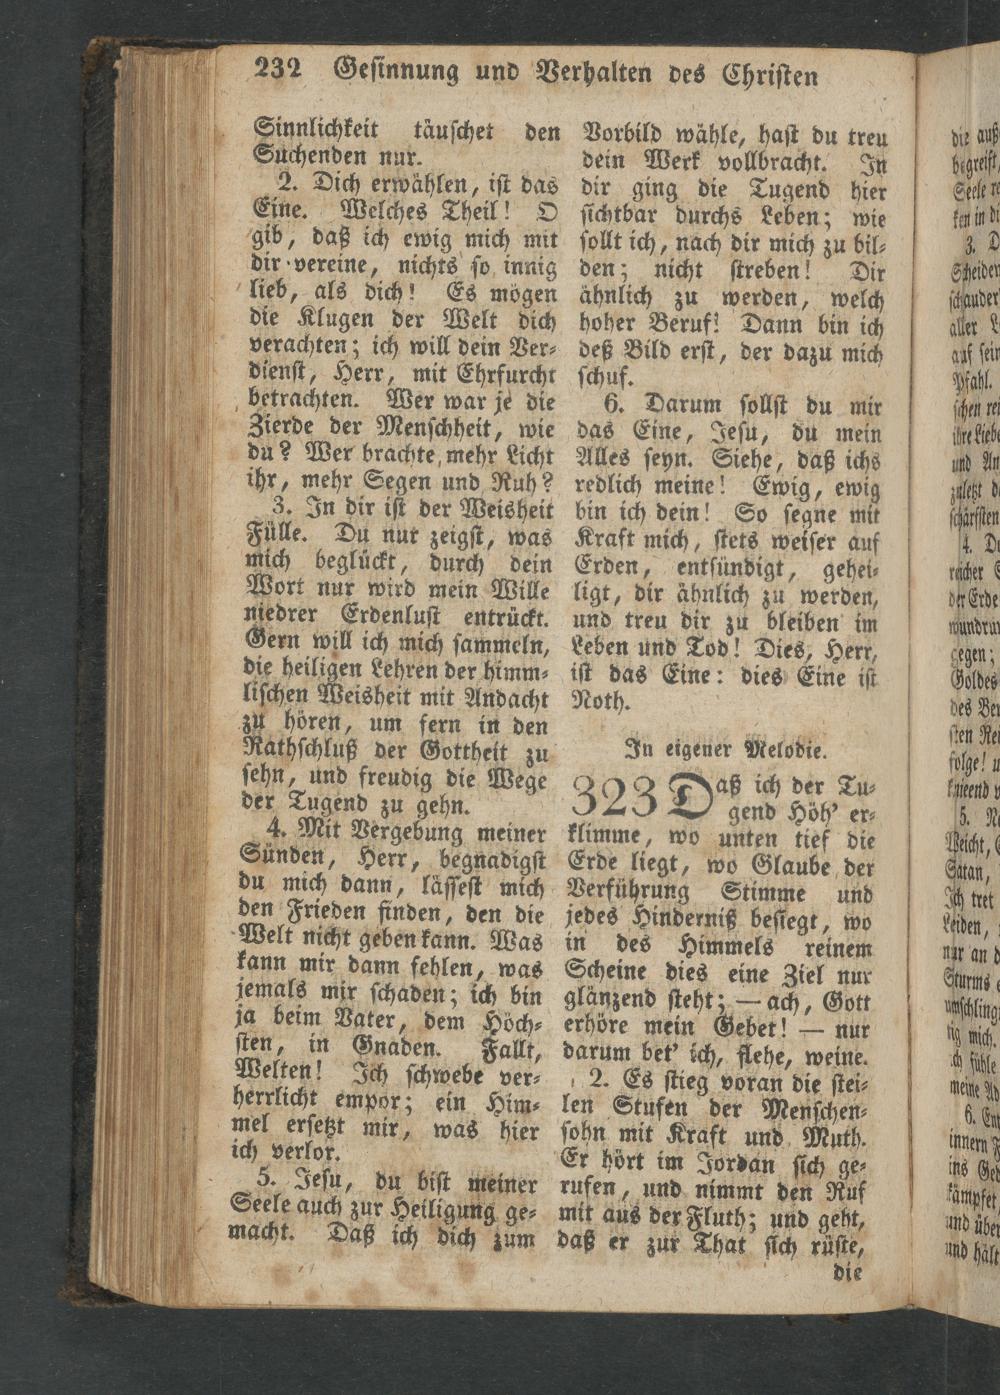 232 Gesinnung und Verhalten des Christen
Sinnlichkeit täuschet den
Suchenden nur.
2. Dich erwählen, ist das
Eine. Welches Theil! O
gib, daß ich ewig mich mit
dir vereine, nichts so innig
lieb, als dich! Es mögen
die Klugen der Welt dich
verachten; ich will dein Ver-
dienst, Herr, mit Ehrfurcht
betrachten. Wer war je die
Zierde der Menschheit, wie
du? Wer brachte mehr Licht
ihr, mehr Segen und Ruh?
3. In dir ist der Weisheit
Fülle. Du nur zeigst, was
mich beglückt, durch dein
Wort nur wird mein Wille
niedrer Erdenlust entrückt.
Gern will ich mich sammeln,
die heiligen Lehren der himm-
lischen Weisheit mit Andacht
zu hören, um fern in den
Rathschluß der Gottheit zu
sehn, und freudig die Wege
der Tugend zu gehn.
4. Mit Vergebung meiner
Sünden, Herr, begnadigst
du mich dann, lässest mich
den Frieden finden, den die
Welt nicht geben kann. Was
kann mir dann fehlen, was
jemals mir schaden; ich bin
ja beim Vater, dem Höch-
sten, in Gnaden. Fallt,
Welten! Ich schwebe ver-
herrlicht empor; ein Him-
mel ersetzt mir, was hier
ich verlor.
5. Jesu, du bist meiner
Seele auch zur Heiligung ge-
macht. Daß ich dich zum
Vorbild wähle, hast du treu
dein Werk vollbracht. In
dir ging die Tugend hier
sichtbar durchs Leben; wie
sollt ich, nach dir mich zu bil-
den; nicht streben! Dir
ähnlich zu werden, welch
hoher Beruf! Dann bin ich
deß Bild erst, der dazu mich
schuf.
6. Darum sollst du mir
das Eine, Jesu, du mein
Alles seyn. Siehe, daß ichs
redlich meine! Ewig, ewig
bin ich dein! So segne mit
Kraft mich, stets weiser auf
Erden, entsündigt, gehei-
ligt, dir ähnlich zu werden,
und treu dir zu bleiben im
Leben und Tod! Dies, Herr,
ist das Eine: dies Eine ist
Noth.
In eigener Melodie.
323 Daß ich der Tu-
gend Höh' er-
klimme, wo unten tief die
Erde liegt, wo Glaube der
Verführung Stimme und
jedes Hinderniß besiegt, wo
in des Himmels reinem
Scheine dies eine Ziel nur
glänzend steht; — ach, Gott
erhöre mein Gebet! — nur
darum bet' ich, flehe, weine.
2. Es stieg voran die stei-
len Stufen der Menschen-
sohn mit Kraft und Muth.
Er hört im Jordan sich ge-
rufen, und nimmt den Ruf
mit aus der Fluth; und geht,
daß er zur That sich rüste,
die